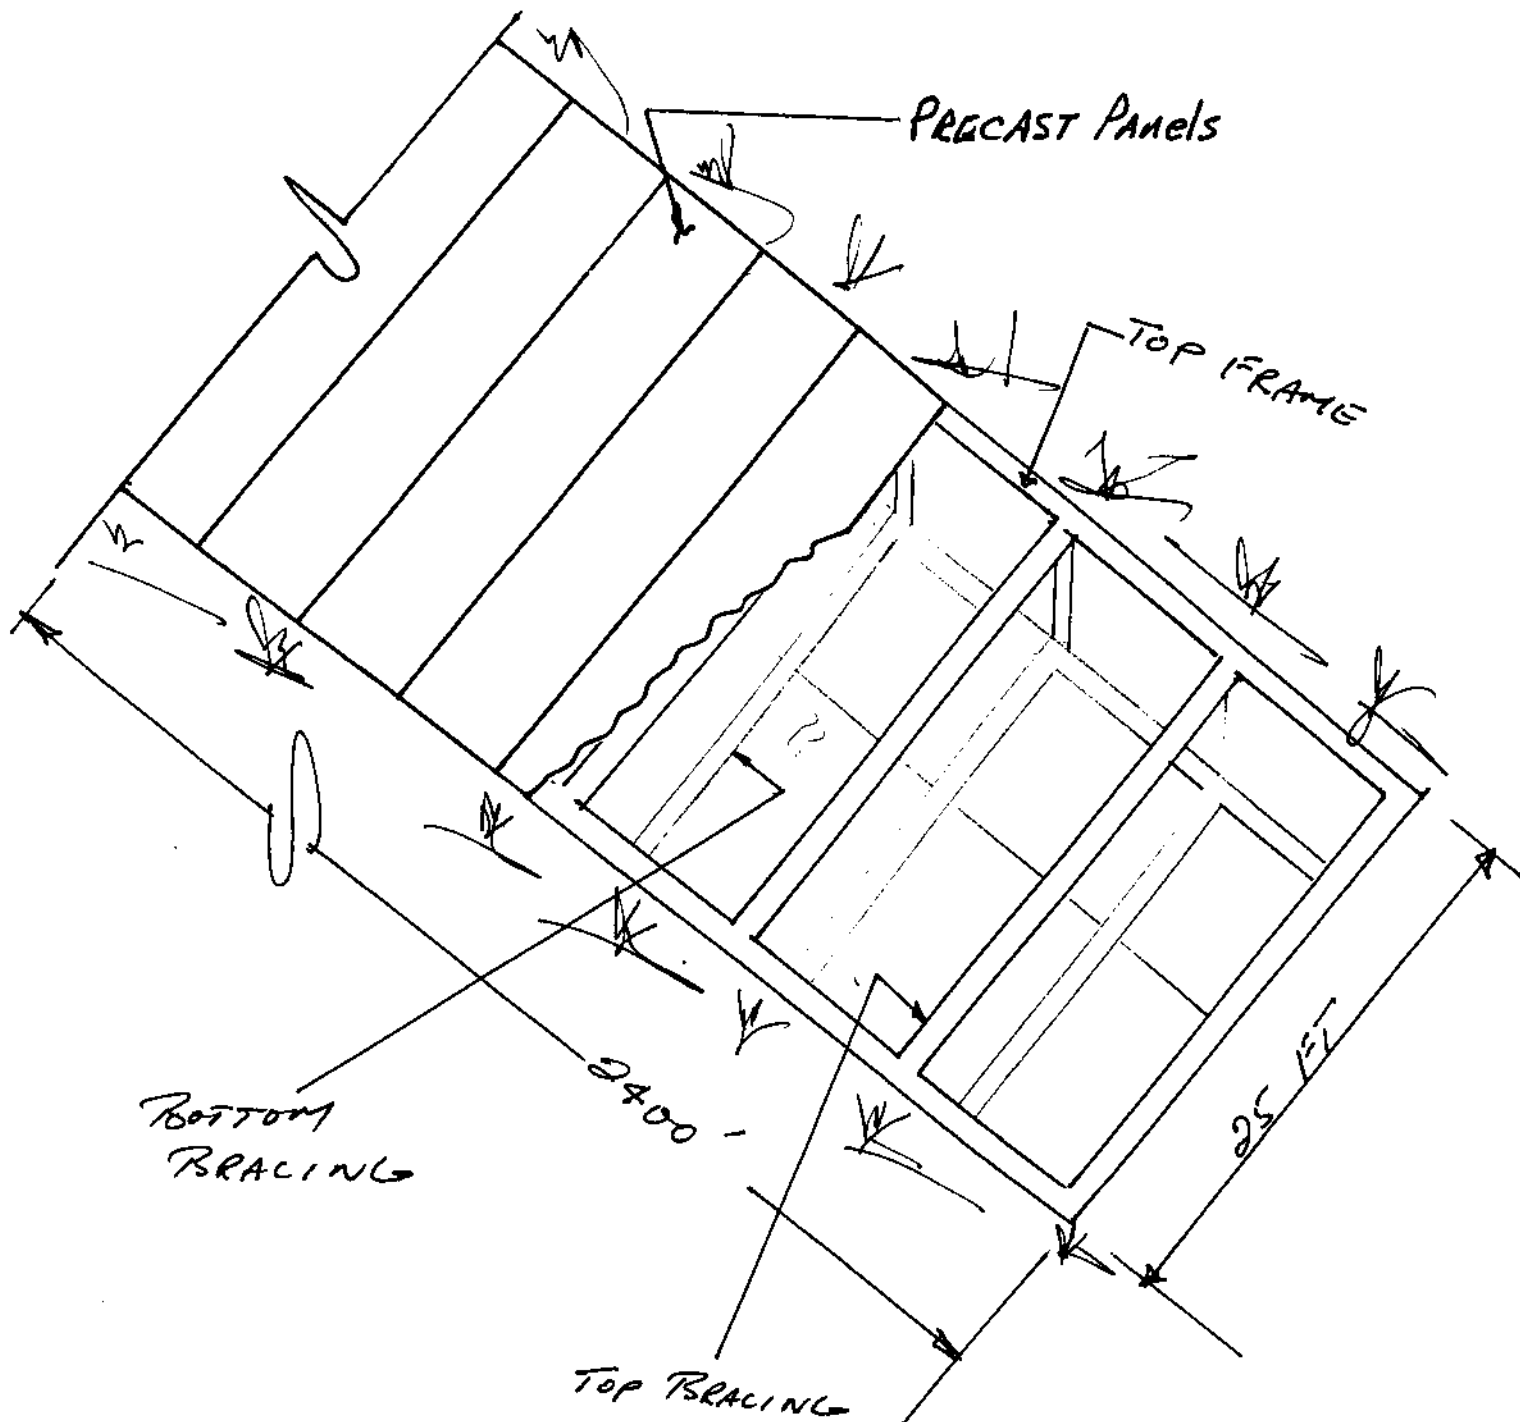 PRECAST PANels
TOP FRAME
25 FT
2400'
BOTTOM
BRACING
TOP BRACING